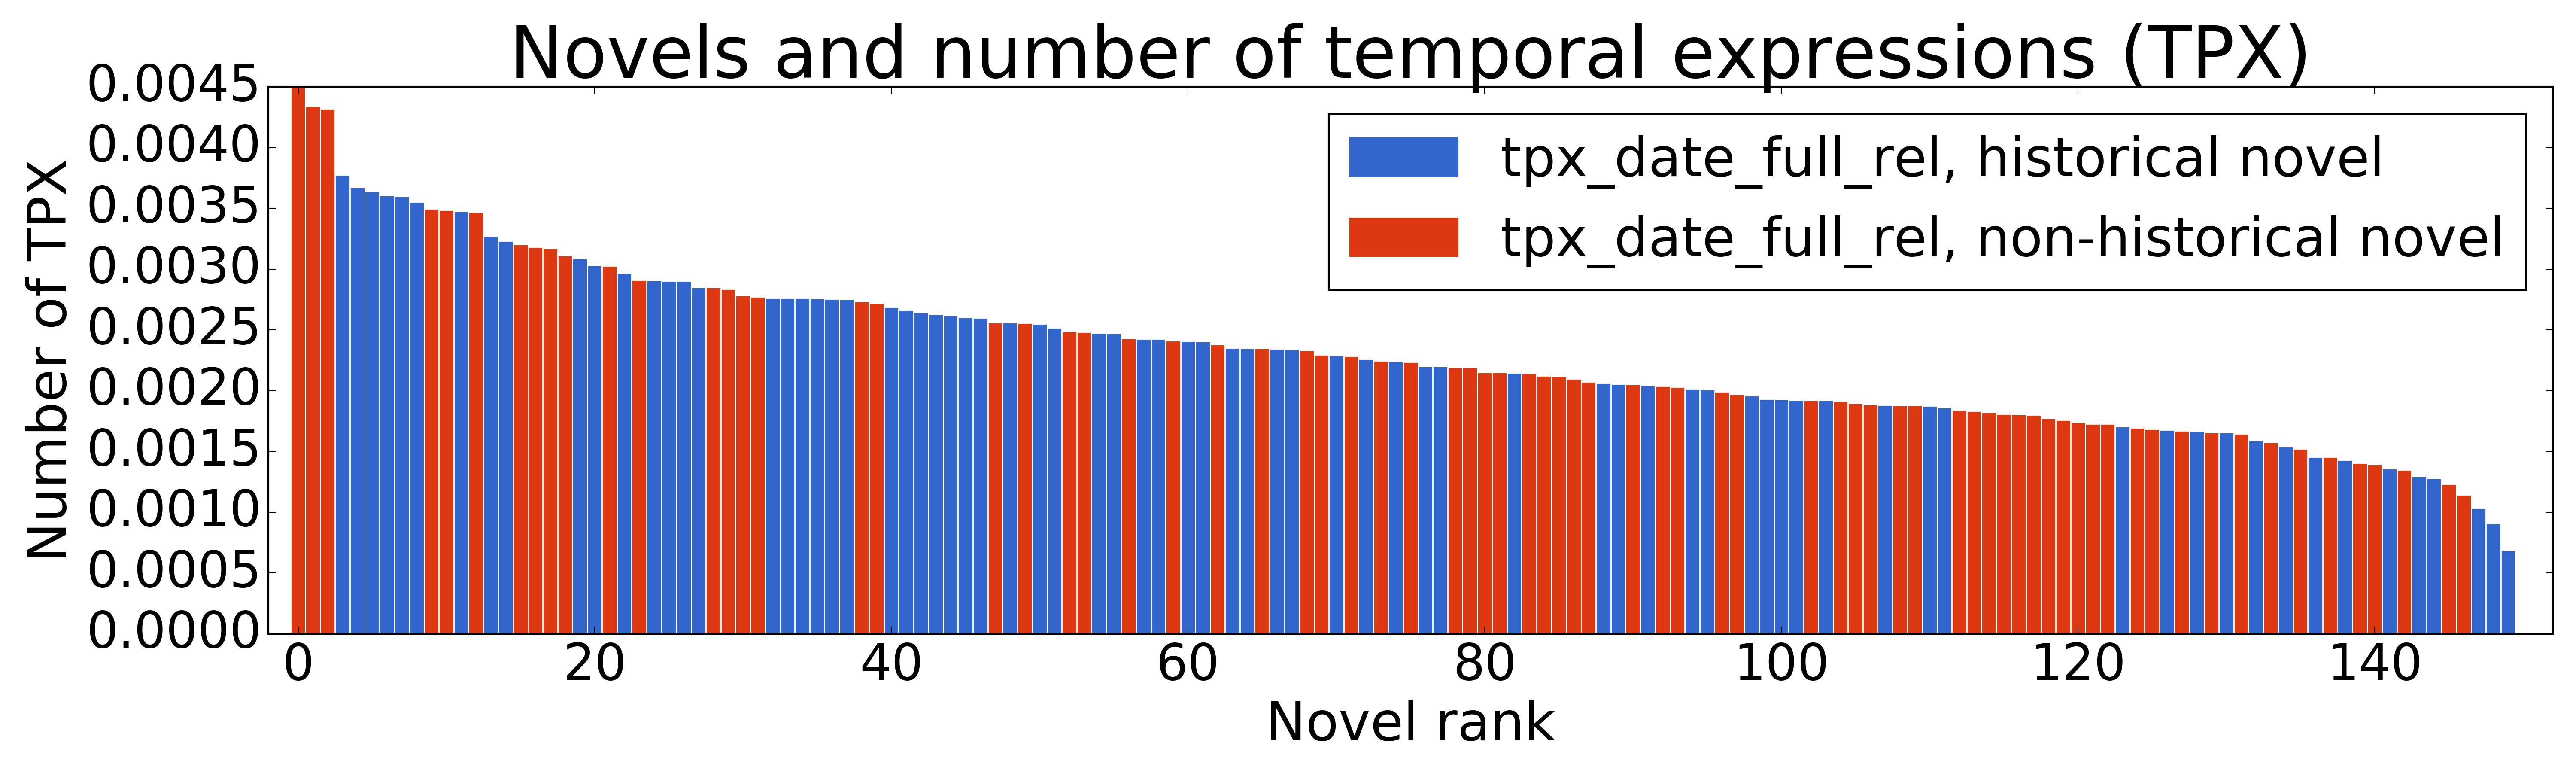 Novels and number of temporal expressions (TPX)
Number of TPX
0.0045
0.0040
0.0035
0.0030
0.0025
0.0020
0.0015
0.0010
0.0005
0.0000
tpx_date_full_rel, historical novel
tpx_date_full_rel, non-historical novel
0 20 40 60 80 100 120 140
Novel rank